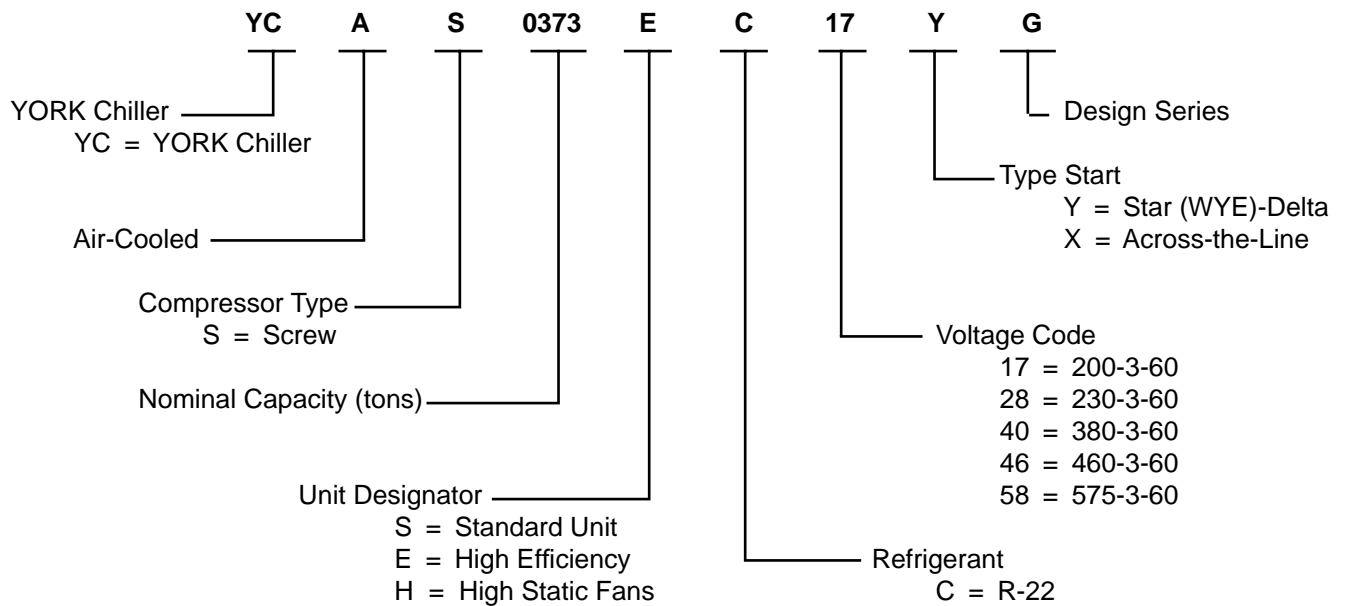 YC A S 0373 E C 17 Y G
YORK Chiller
YC = YORK Chiller
Design Series
Type Start
Y = Star (WYE)-Delta
X = Across-the-Line
Air-Cooled
Compressor Type
S = Screw
Voltage Code
17 = 200-3-60
28 = 230-3-60
40 = 380-3-60
46 = 460-3-60
58 = 575-3-60
Nominal Capacity (tons)
Unit Designator
S = Standard Unit
E = High Efficiency
H = High Static Fans
Refrigerant
C = R-22